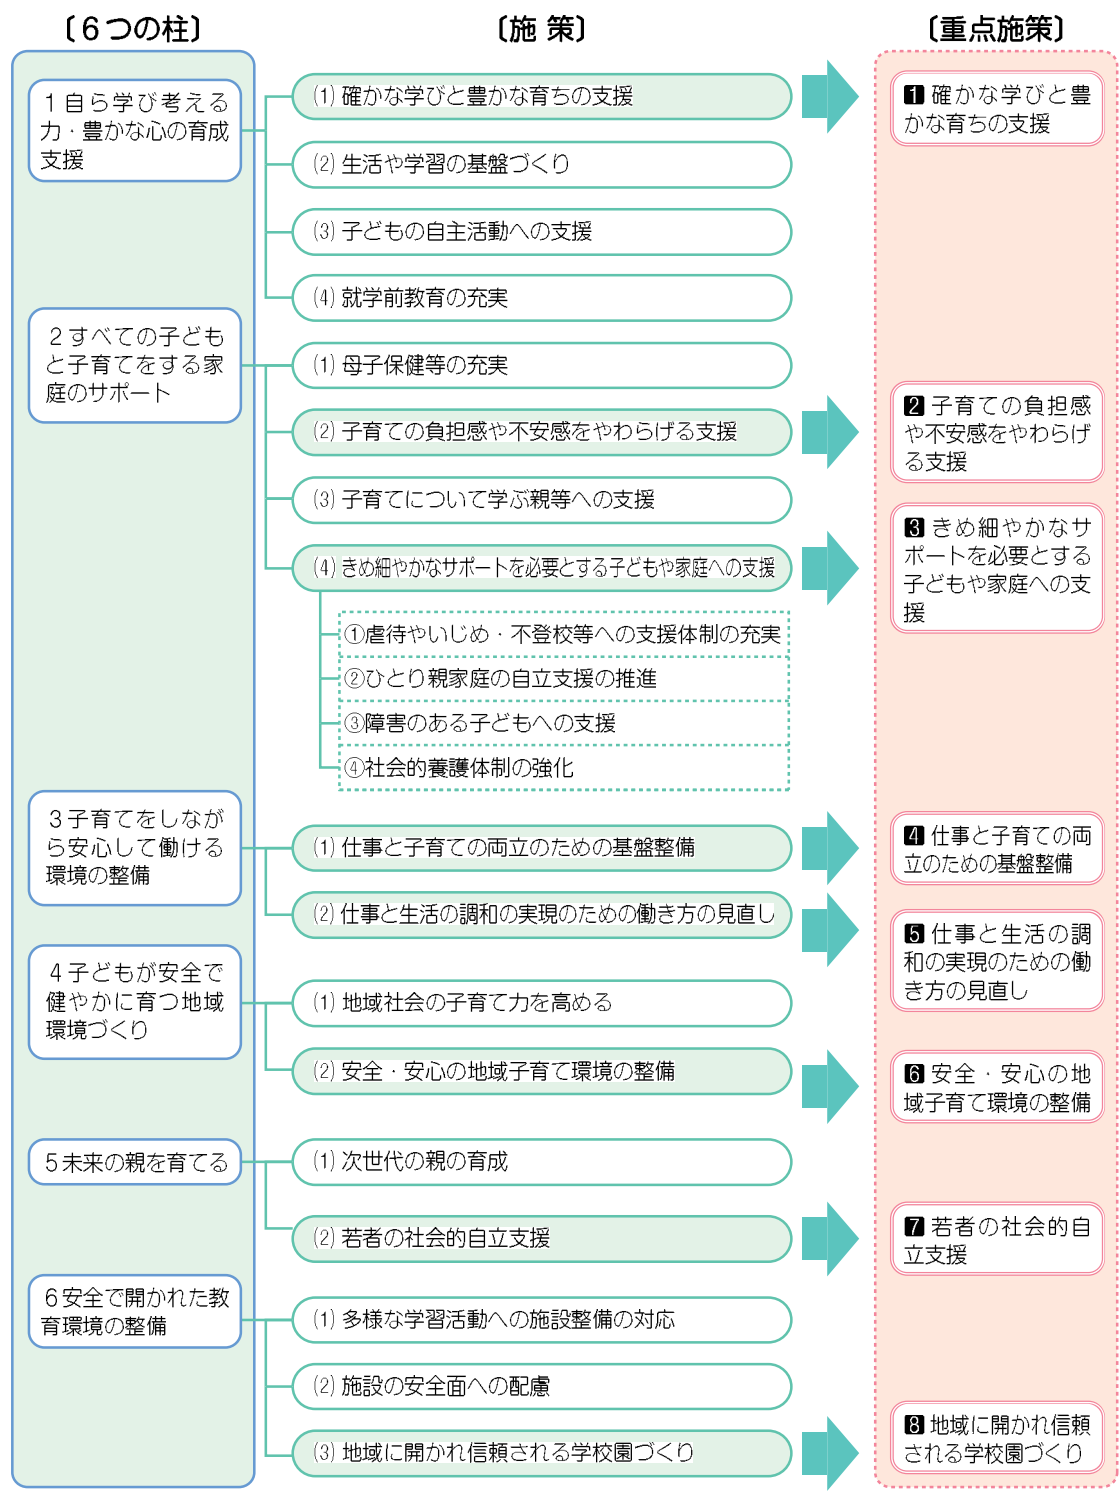 〔６つの柱〕
〔施 策〕
〔重点施策〕
１自ら学び考える
力・豊かな心の育成
支援
⑴ 確かな学びと豊かな育ちの支援
⑵ 生活や学習の基盤づくり
⑶ 子どもの自主活動への支援
⑷ 就学前教育の充実
1 確かな学びと豊
かな育ちの支援
２すべての子ども
と子育てをする家
庭のサポート
⑴ 母子保健等の充実
⑵ 子育ての負担感や不安感をやわらげる支援
⑶ 子育てについて学ぶ親等への支援
⑷ きめ細やかなサポートを必要とする子どもや家庭への支援
①虐待やいじめ・不登校等への支援体制の充実
②ひとり親家庭の自立支援の推進
③障害のある子どもへの支援
④社会的養護体制の強化
2 子育ての負担感
や不安感をやわらげ
る支援
3 きめ細やかなサ
ポートを必要とする
子どもや家庭への支
援
３子育てをしなが
ら安心して働ける
環境の整備
⑴ 仕事と子育ての両立のための基盤整備
⑵ 仕事と生活の調和の実現のための働き方の見直し
4 仕事と子育ての両
立のための基盤整備
5 仕事と生活の調
和の実現のための働
き方の見直し
４子どもが安全で
健やかに育つ地域
環境づくり
⑴ 地域社会の子育て力を高める
⑵ 安全・安心の地域子育て環境の整備
6 安全・安心の地
域子育て環境の整備
５未来の親を育てる
⑴ 次世代の親の育成
⑵ 若者の社会的自立支援
7 若者の社会的自
立支援
６安全で開かれた教
育環境の整備
⑴ 多様な学習活動への施設整備の対応
⑵ 施設の安全面への配慮
⑶ 地域に開かれ信頼される学校園づくり
8 地域に開かれ信頼
される学校園づくり